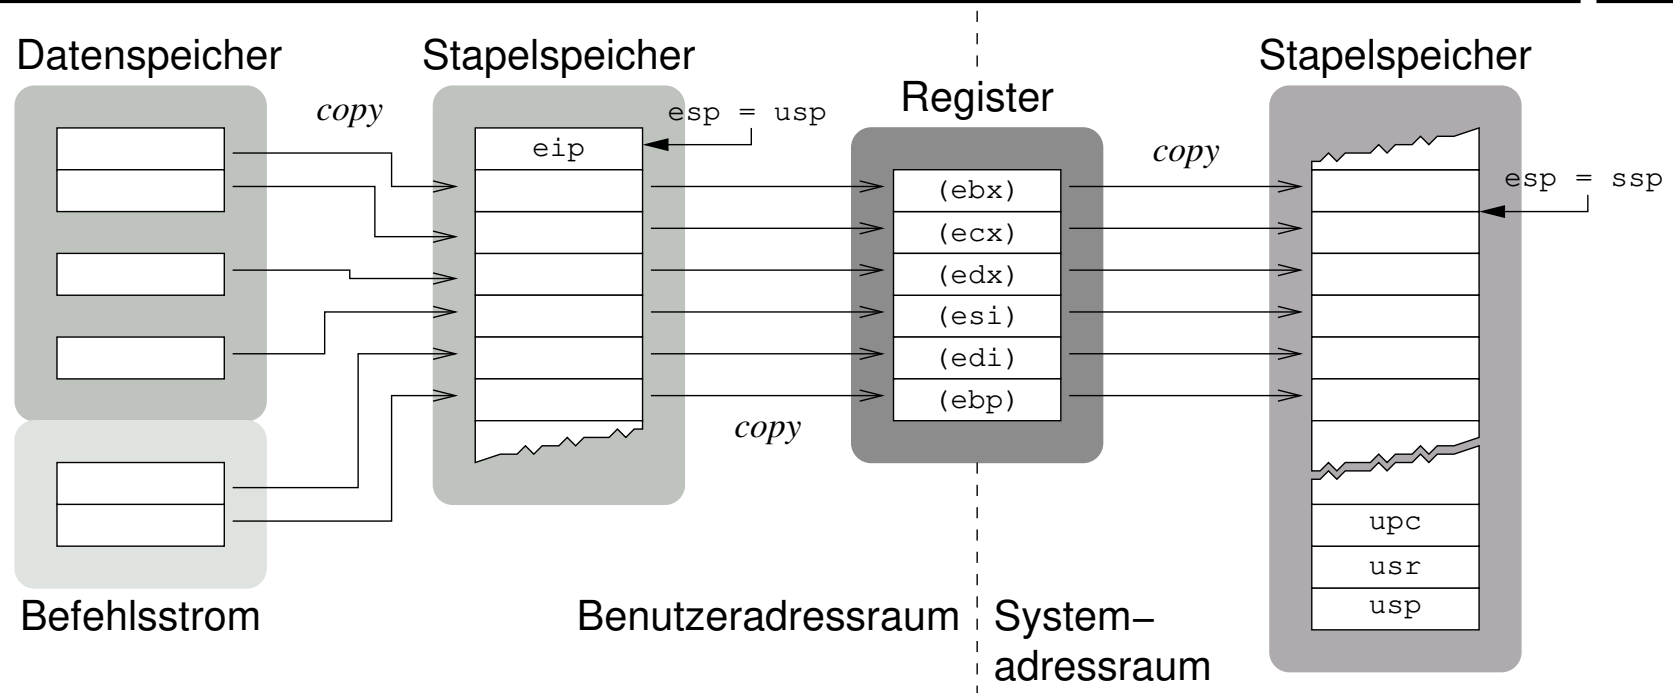 Datenspeicher
Stapelspeicher
Stapelspeicher
Register
copy
esp = usp
eip
copy
esp = ssp
(ebx)
(ecx)
(edx)
(esi)
(edi)
(ebp)
copy
upc
usr
usp
Befehlsstrom
Benutzeradressraum
System–
adressraum